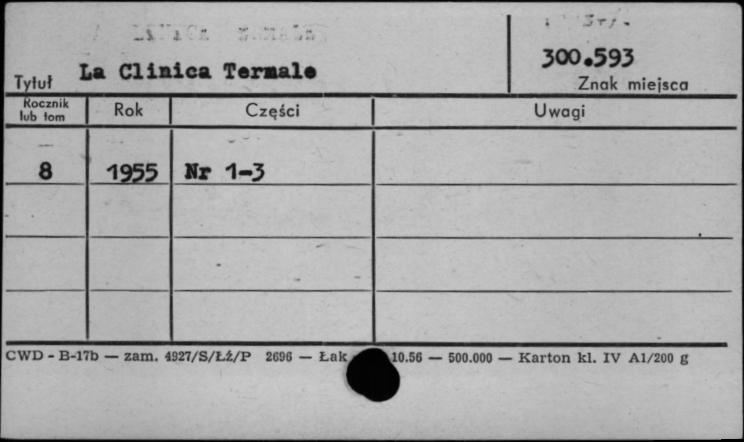 300.593
Tytuł La Clinica Termale Znak miejsca
Rocznik lub tom Rok Części Uwagi
8 1955 Nr 1-3
CWD - B-17b — zam. 4927/S/ŁŻ/P 2696 — Łak 10.56 — 500.000 — Karton kl. IV A1/200 g